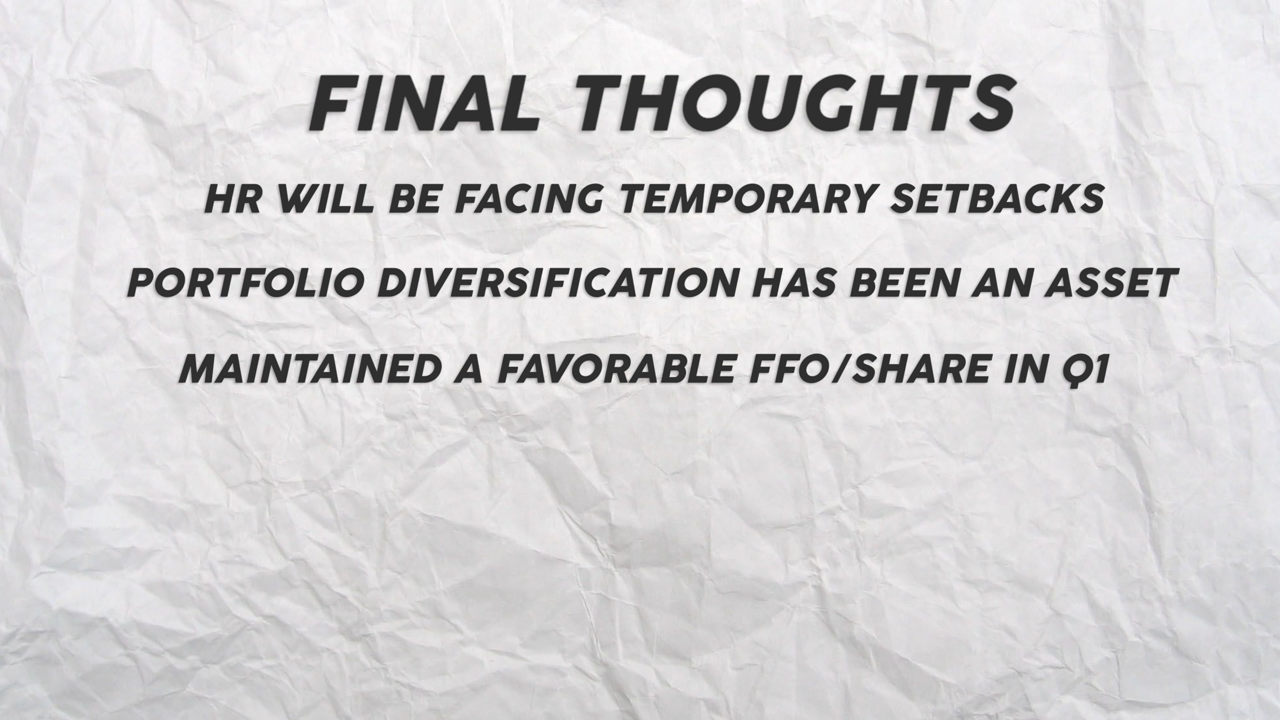 FINAL THOUGHTS
HR WILL BE FACING TEMPORARY SETBACKS
PORTFOLIO DIVERSIFICATION HAS BEEN AN ASSET
MAINTAINED A FAVORABLE FFO/SHARE IN Q1